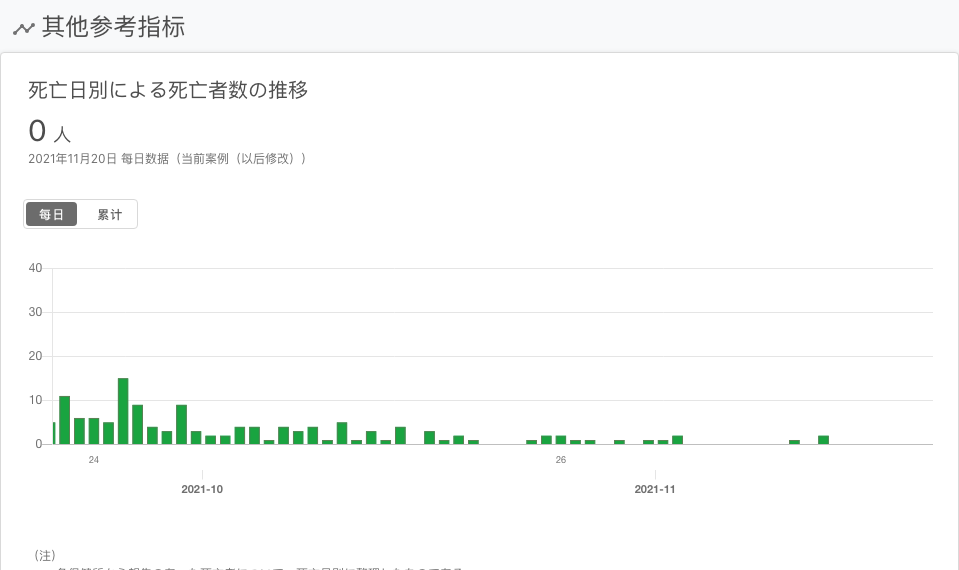 其他参考指标
死亡日別による死亡者数の推移
0 人
2021年11月20日 每日数据（当前案例（以后修改））
每日 累计
40
30
20
10
0
24 26
2021-10 2021-11
（注）